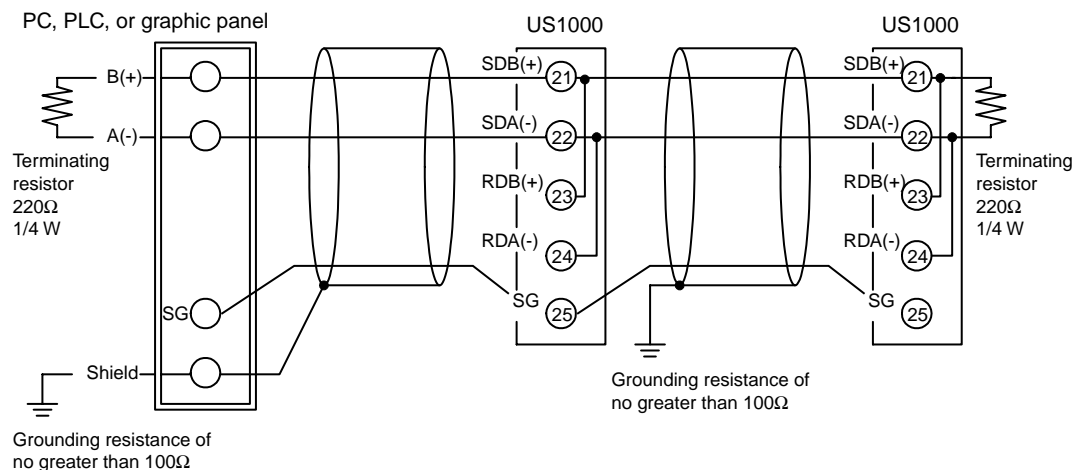 PC, PLC, or graphic panel
US1000
US1000
B(+)
SDB(+)
21
SDB(+)
21
A(-)
SDA(-)
22
SDA(-)
22
Terminating
resistor
220Ω
1/4 W
RDB(+)
23
RDB(+)
23
Terminating
resistor
220Ω
1/4 W
RDA(-)
24
RDA(-)
24
SG
SG
25
SG
25
Shield
Grounding resistance of
no greater than 100Ω
Grounding resistance of
no greater than 100Ω